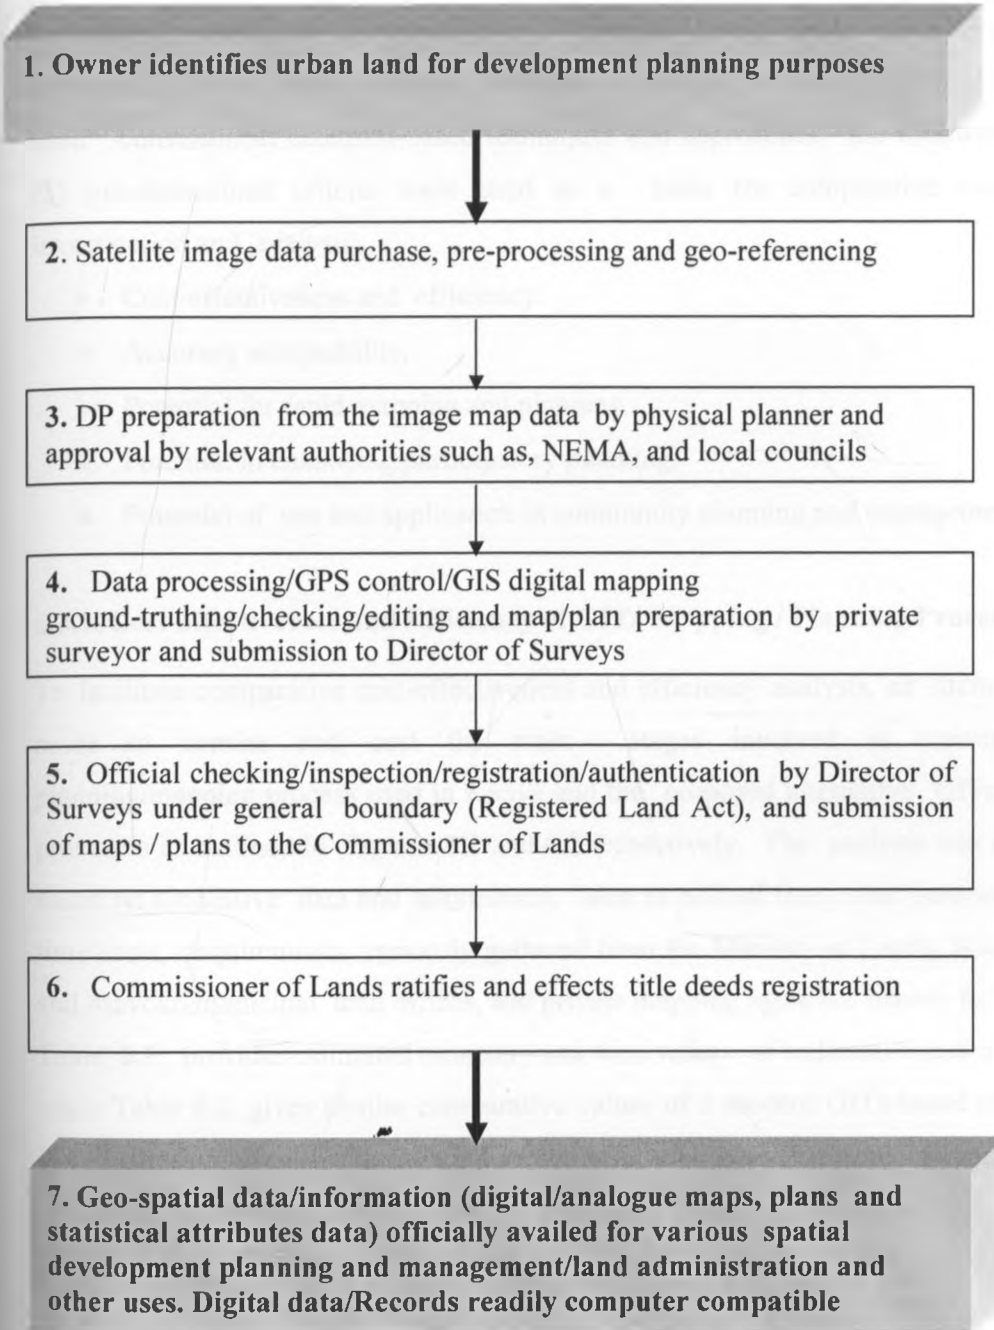 1. Owner identifies urban land for development planning purposes
2. Satellite image data purchase, pre-processing and geo-referencing
3. DP preparation from the image map data by physical planner and
approval by relevant authorities such as, NEMA, and local councils
4. Data processing/GPS control/GIS digital mapping
ground-truthing/checking/editing and map/plan preparation by private
surveyor and submission to Director of Surveys
5. Official checking/inspection/registration/authentication by Director of
Surveys under general boundary (Registered Land Act), and submission
of maps / plans to the Commissioner of Lands
6. Commissioner of Lands ratifies and effects title deeds registration
7. Geo-spatial data/information (digital/analogue maps, plans and
statistical attributes data) officially availed for various spatial
development planning and management/land administration and
other uses. Digital data/Records readily computer compatible